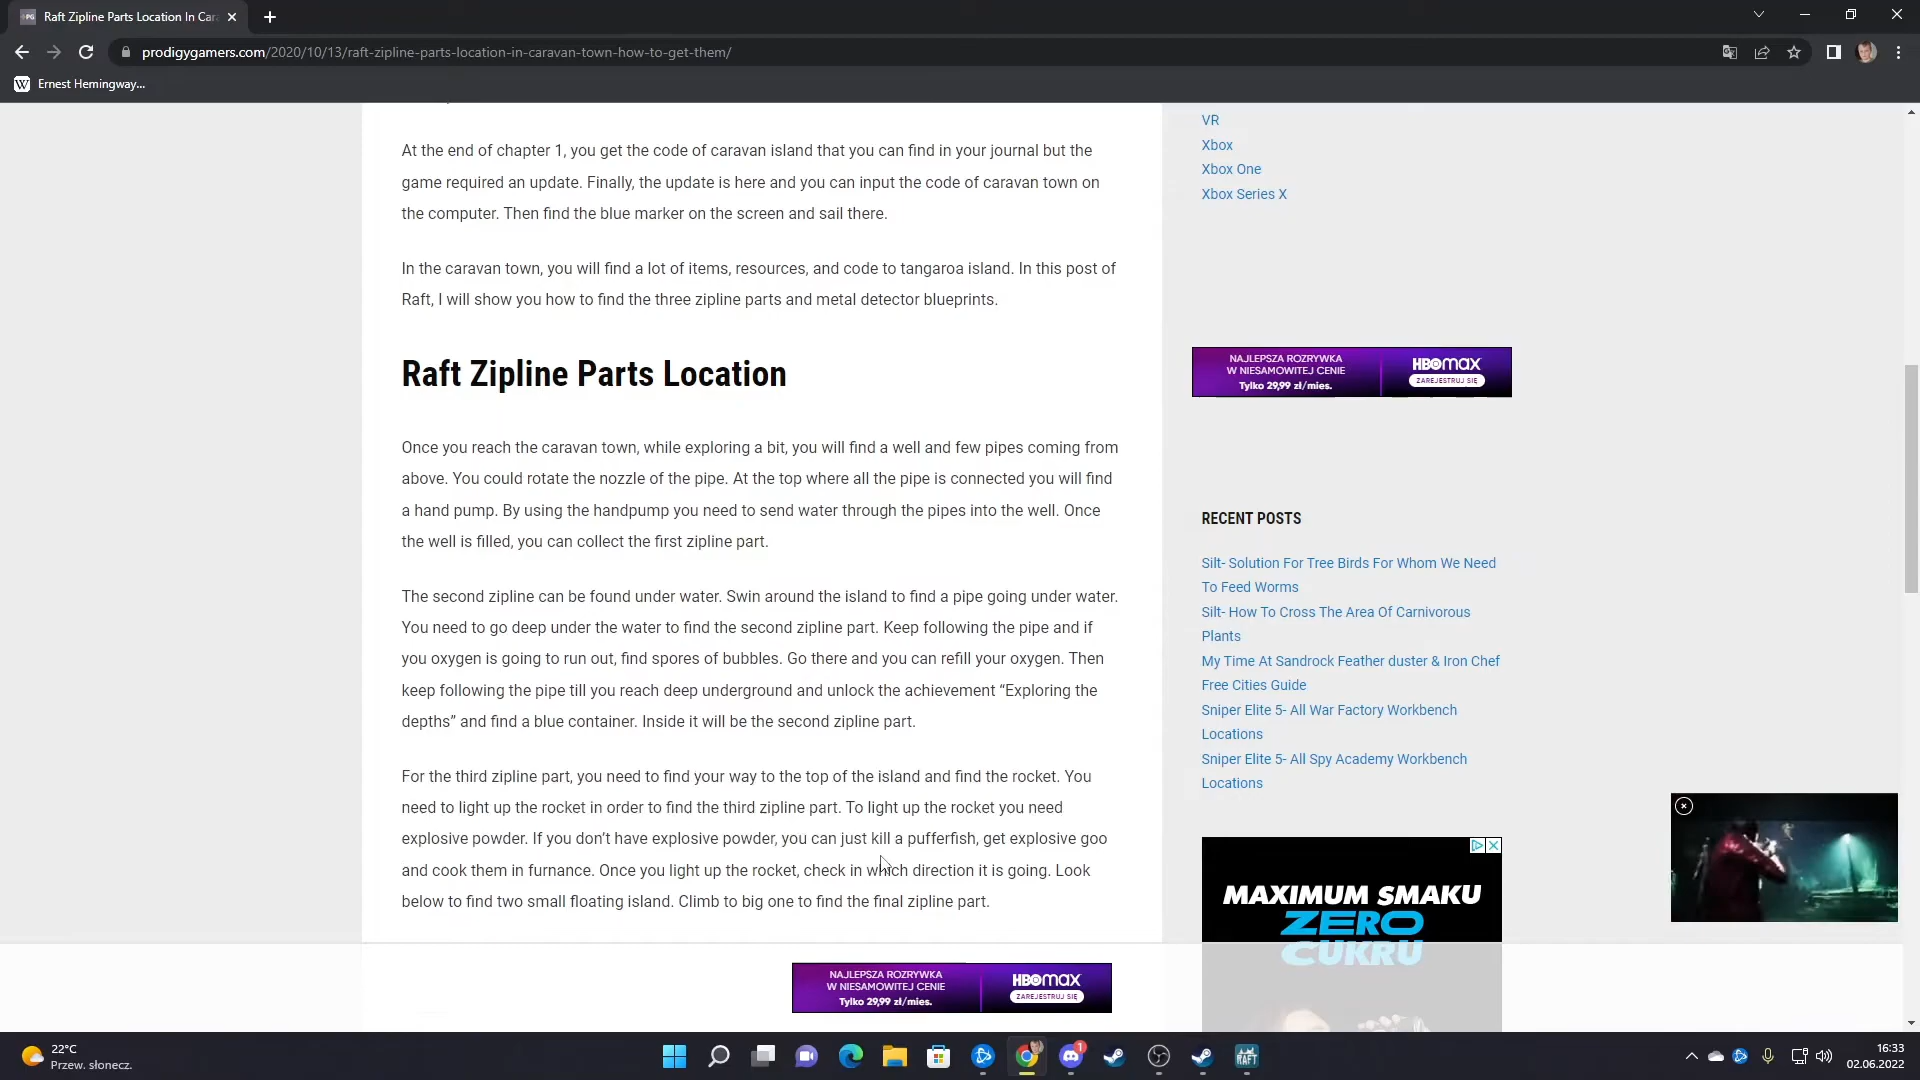 Raft Zipline Parts Location In Car
prodigygamers.com/2020/10/13/raft-zipline-parts-location-in-caravan-town-how-to-get-them/
Ernest Hemingway...
At the end of chapter 1, you get the code of caravan island that you can find in your journal but the
game required an update. Finally, the update is here and you can input the code of caravan town on
the computer. Then find the blue marker on the screen and sail there.
In the caravan town, you will find a lot of items, resources, and code to tangaroa island. In this post of
Raft, I will show you how to find the three zipline parts and metal detector blueprints.
Raft Zipline Parts Location
Once you reach the caravan town, while exploring a bit, you will find a well and few pipes coming from
above. You could rotate the nozzle of the pipe. At the top where all the pipe is connected you will find
a hand pump. By using the handpump you need to send water through the pipes into the well. Once
the well is filled, you can collect the first zipline part.
The second zipline can be found under water. Swin around the island to find a pipe going under water.
You need to go deep under the water to find the second zipline part. Keep following the pipe and if
you oxygen is going to run out, find spores of bubbles. Go there and you can refill your oxygen. Then
keep following the pipe till you reach deep underground and unlock the achievement “Exploring the
depths” and find a blue container. Inside it will be the second zipline part.
For the third zipline part, you need to find your way to the top of the island and find the rocket. You
need to light up the rocket in order to find the third zipline part. To light up the rocket you need
explosive powder. If you don’t have explosive powder, you can just kill a pufferfish, get explosive goo
and cook them in furnance. Once you light up the rocket, check in which direction it is going. Look
below to find two small floating island. Climb to big one to find the final zipline part.
VR
Xbox
Xbox One
Xbox Series X
NAJLEPSZA ROZRYWKA
W NIESAMOWITEJ CENIE
Tylko 29,99 zł/mies.
HBOMAX
ZAREJESTRUJ SIĘ
RECENT POSTS
Silt- Solution For Tree Birds For Whom We Need
To Feed Worms
Silt- How To Cross The Area Of Carnivorous
Plants
My Time At Sandrock Feather duster & Iron Chef
Free Cities Guide
Sniper Elite 5- All War Factory Workbench
Locations
Sniper Elite 5- All Spy Academy Workbench
Locations
MAXIMUM SMAKU
ZERO
CUKRU
NAJLEPSZA ROZRYWKA
W NIESAMOWITEJ CENIE
Tylko 29,99 zł/mies.
HBOMAX
ZAREJESTRUJ SIĘ
22°C
Przew. słonecz.
1
RAFT
16:33
02.06.2022